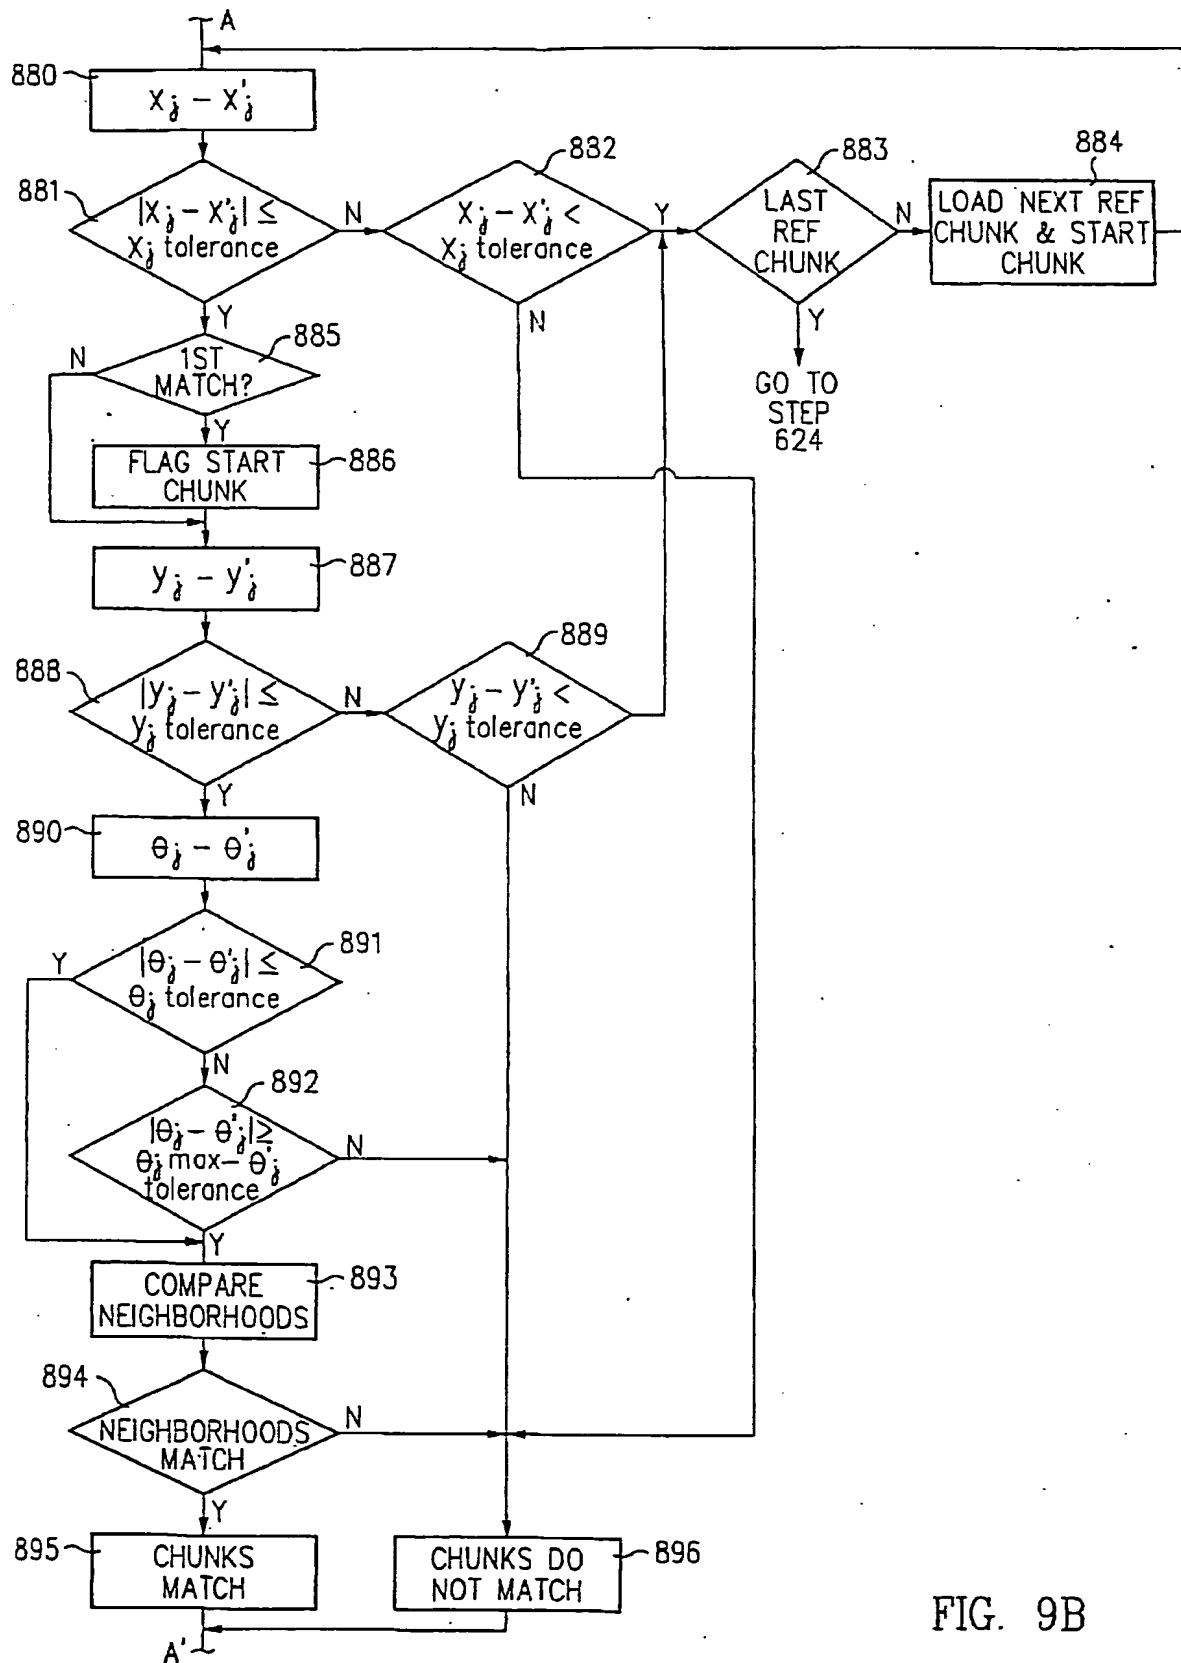 A
880
x_j – x'_j
881
|x_j – x'_j| ≤
x_j tolerance
N
Y
882
x_j – x'_j <
x_j tolerance
Y
N
883
LAST
REF
CHUNK
N
Y
GO TO
STEP
624
884
LOAD NEXT REF
CHUNK & START
CHUNK
885
1ST
MATCH?
N
Y
886
FLAG START
CHUNK
887
y_j – y'_j
888
|y_j – y'_j| ≤
y_j tolerance
N
Y
889
y_j – y'_j <
y_j tolerance
N
890
θ_j – θ'_j
891
|θ_j – θ'_j| ≤
θ_j tolerance
Y
N
892
|θ_j – θ'_j| ≥
θ_j max – θ'_j
tolerance
N
Y
893
COMPARE
NEIGHBORHOODS
894
NEIGHBORHOODS
MATCH
N
Y
895
CHUNKS
MATCH
896
CHUNKS DO
NOT MATCH
A'
FIG. 9B